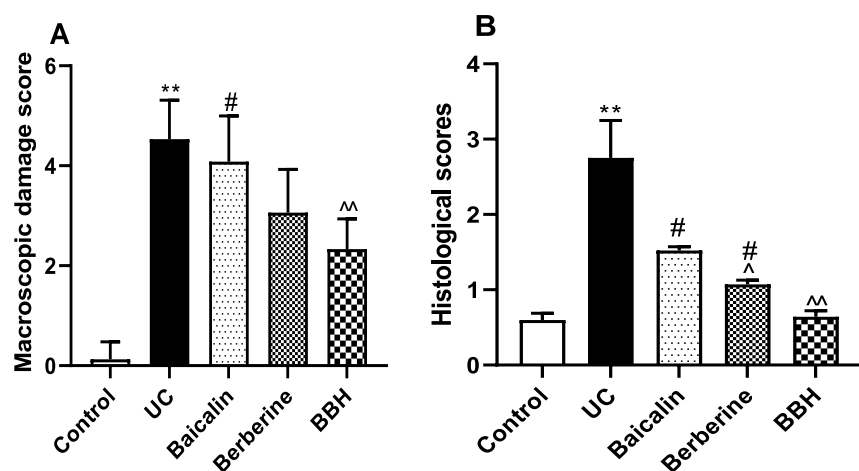 A
Macroscopic damage score
6
4
2
0
**
#
^^
Control
UC
Baicalin
Berberine
BBH
B
Histological scores
4
3
2
1
0
**
#
#
^
^^
Control
UC
Baicalin
Berberine
BBH